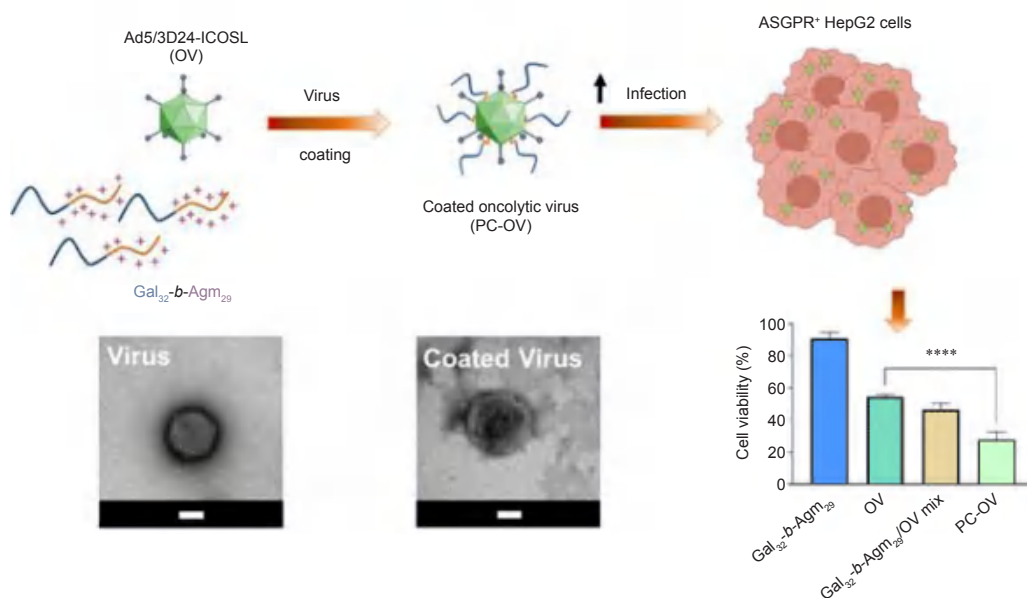 Ad5/3D24-ICOSL
(OV)
Virus
coating
Infection
ASGPR⁺ HepG2 cells
Coated oncolytic virus
(PC-OV)
Gal₃₂-b-Agm₂₉
Virus
Coated Virus
Cell viability (%)
100
80
60
40
20
0
****
Gal₃₂-b-Agm₂₉
OV
Gal₃₂-b-Agm₂₉/OV mix
PC-OV